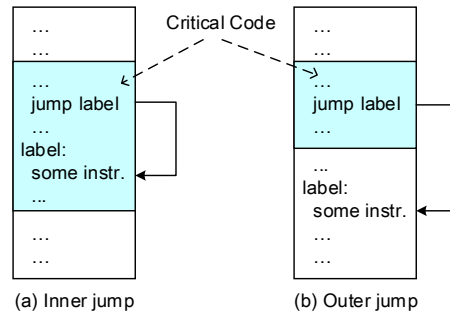 Critical Code
…
…
…
jump label
…
label:
some instr.
...
…
…
(a) Inner jump
…
…
…
jump label
…
...
label:
some instr.
…
…
(b) Outer jump